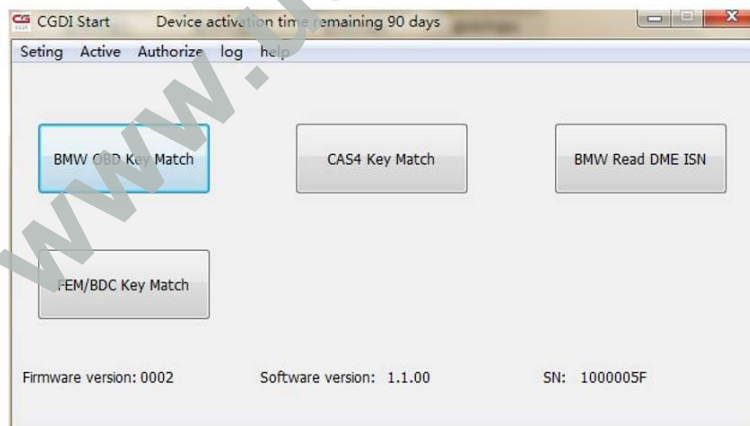 CG CGDI Start Device activation time remaining 90 days
Seting Active Authorize log help
BMW OBD Key Match CAS4 Key Match BMW Read DME ISN
FEM/BDC Key Match
Firmware version: 0002 Software version: 1.1.00 SN: 1000005F
www.u